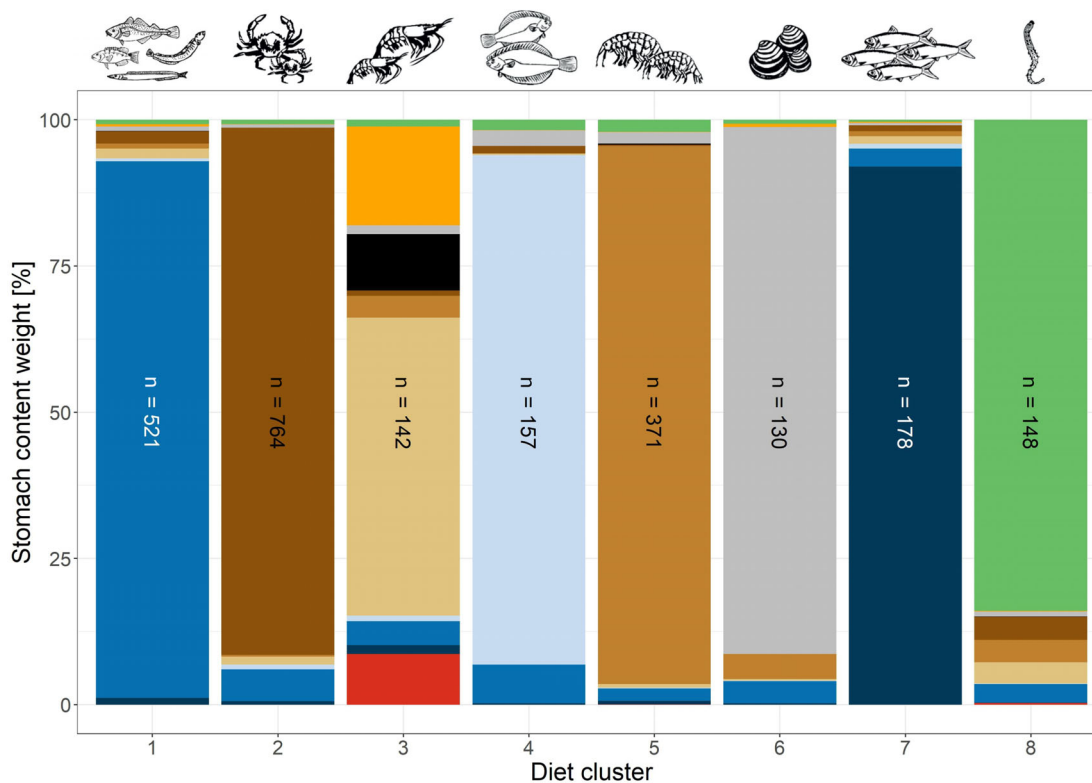 Stomach content weight [%]
100
75
50
25
0
n = 521
n = 764
n = 142
n = 157
n = 371
n = 130
n = 178
n = 148
1 2 3 4 5 6 7 8
Diet cluster